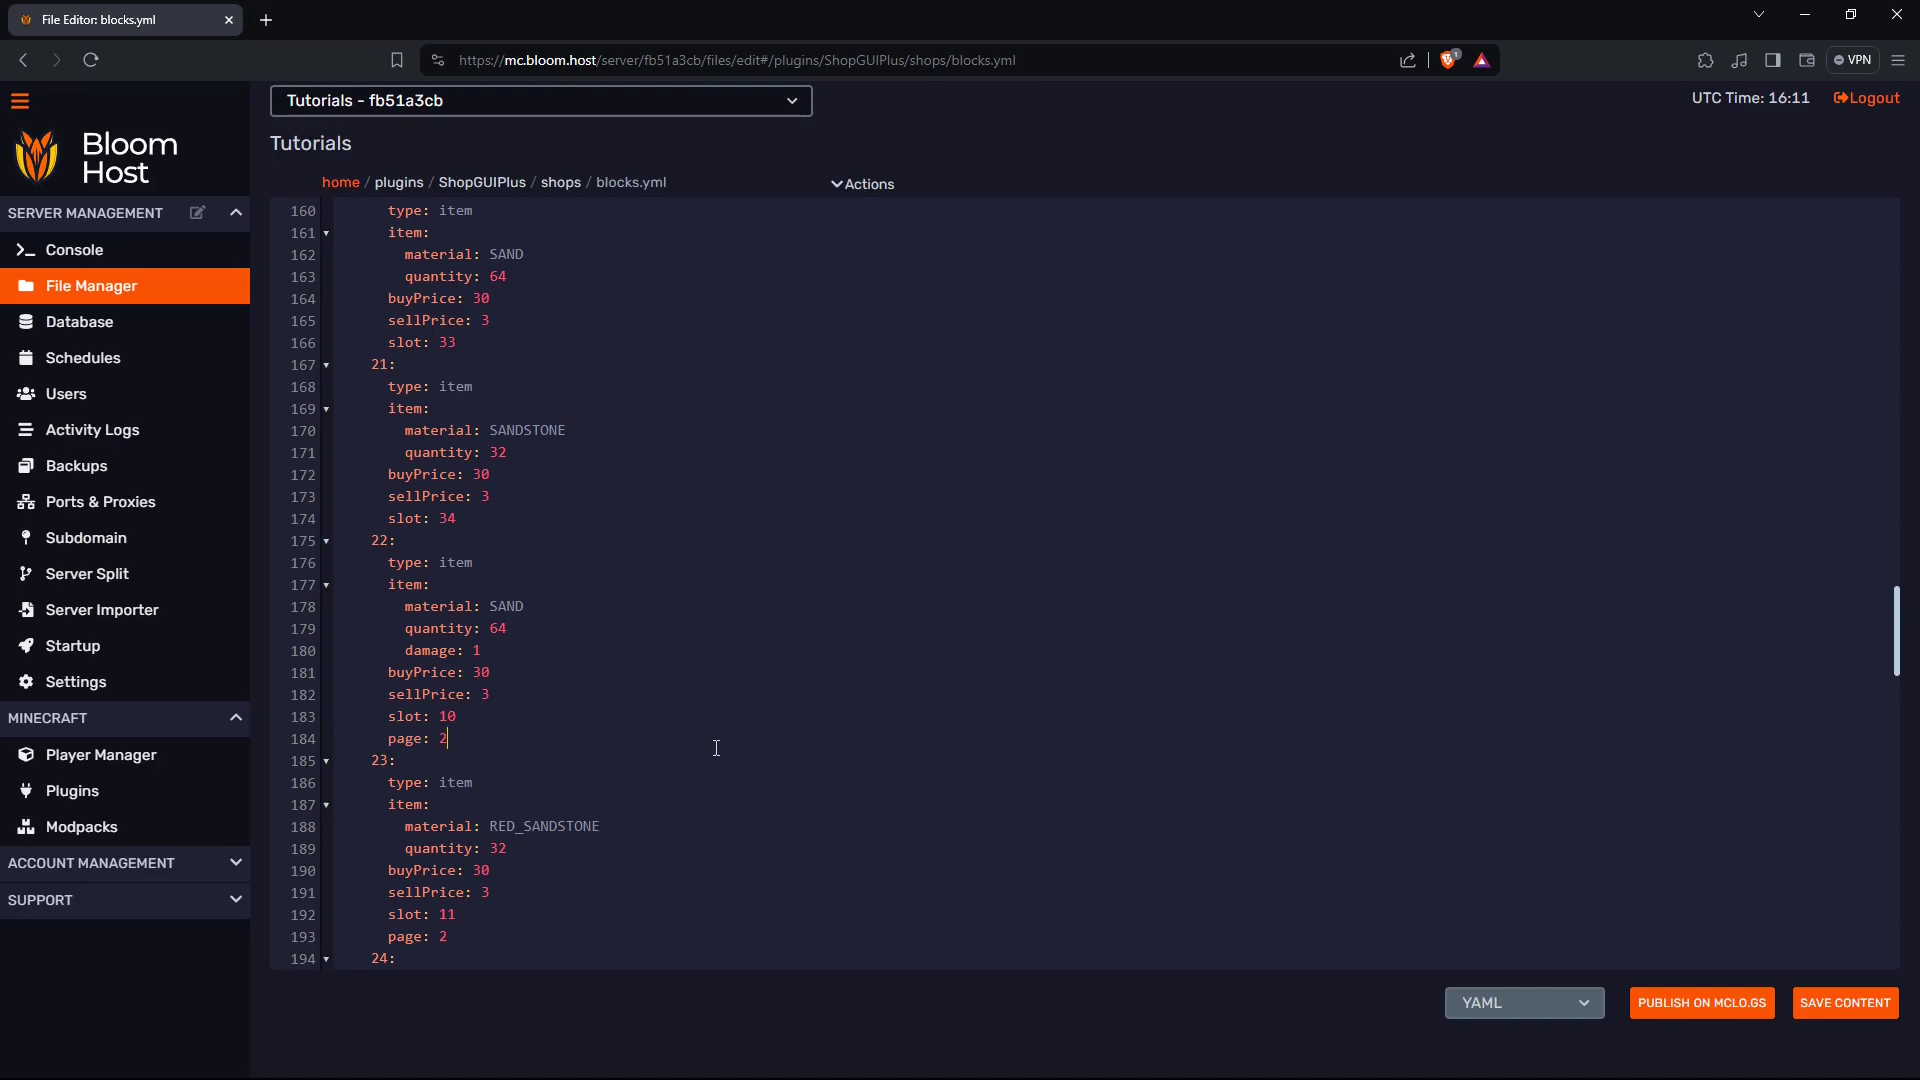 File Editor: blocks.yml
https://mc.bloom.host/server/fb51a3cb/files/edit#/plugins/ShopGUIPlus/shops/blocks.yml
1
VPN
Tutorials - fb51a3cb
UTC Time: 16:11
Logout
Bloom
Host
Tutorials
home / plugins / ShopGUIPlus / shops / blocks.yml
Actions
SERVER MANAGEMENT
Console
File Manager
Database
Schedules
Users
Activity Logs
Backups
Ports & Proxies
Subdomain
Server Split
Server Importer
Startup
Settings
MINECRAFT
Player Manager
Plugins
Modpacks
ACCOUNT MANAGEMENT
SUPPORT
160 type: item
161 item:
162 material: SAND
163 quantity: 64
164 buyPrice: 30
165 sellPrice: 3
166 slot: 33
167 21:
168 type: item
169 item:
170 material: SANDSTONE
171 quantity: 32
172 buyPrice: 30
173 sellPrice: 3
174 slot: 34
175 22:
176 type: item
177 item:
178 material: SAND
179 quantity: 64
180 damage: 1
181 buyPrice: 30
182 sellPrice: 3
183 slot: 10
184 page: 2
185 23:
186 type: item
187 item:
188 material: RED_SANDSTONE
189 quantity: 32
190 buyPrice: 30
191 sellPrice: 3
192 slot: 11
193 page: 2
194 24:
YAML
PUBLISH ON MCLO.GS
SAVE CONTENT